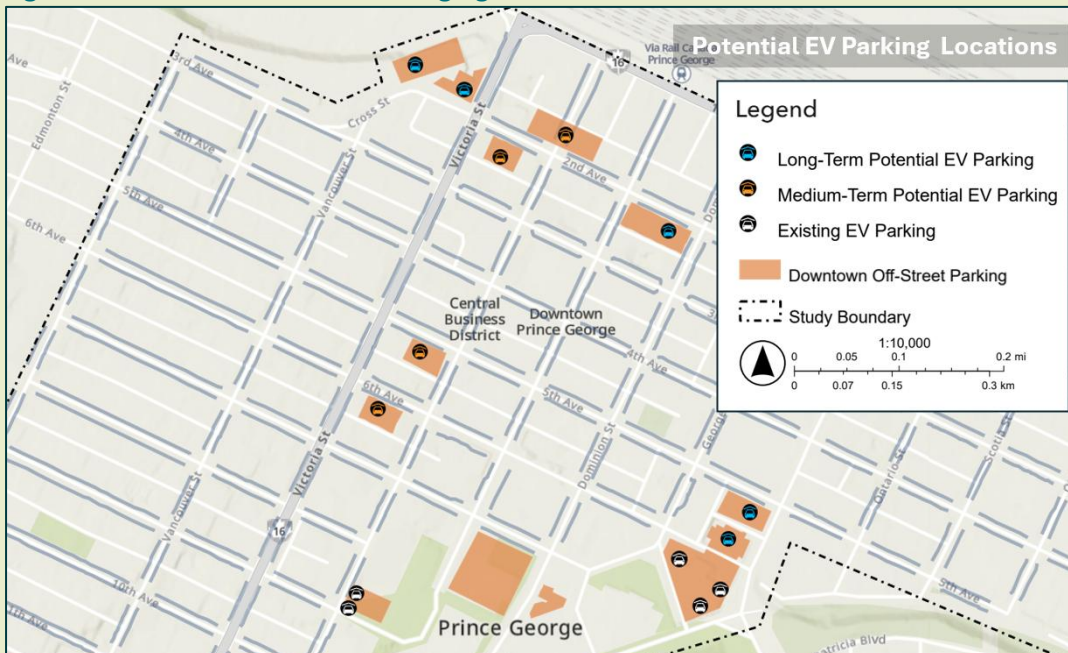 Potential EV Parking Locations
Legend
Long-Term Potential EV Parking
Medium-Term Potential EV Parking
Existing EV Parking
Downtown Off-Street Parking
Study Boundary
1:10,000
0 0.05 0.1 0.2 mi
0 0.07 0.15 0.3 km
Via Rail
Prince George
16
Ave
3rd Ave
Edmonton St
Cross St
Victoria St
4th Ave
Vancouver St
2nd Ave
5th Ave
6th Ave
Central
Business
District
Downtown
Prince George
4th Ave
6th Ave
5th Ave
Dominion St
Scotia St
Ontario St
Victoria St
Vancouver St
16
10th Ave
5th Ave
Prince George